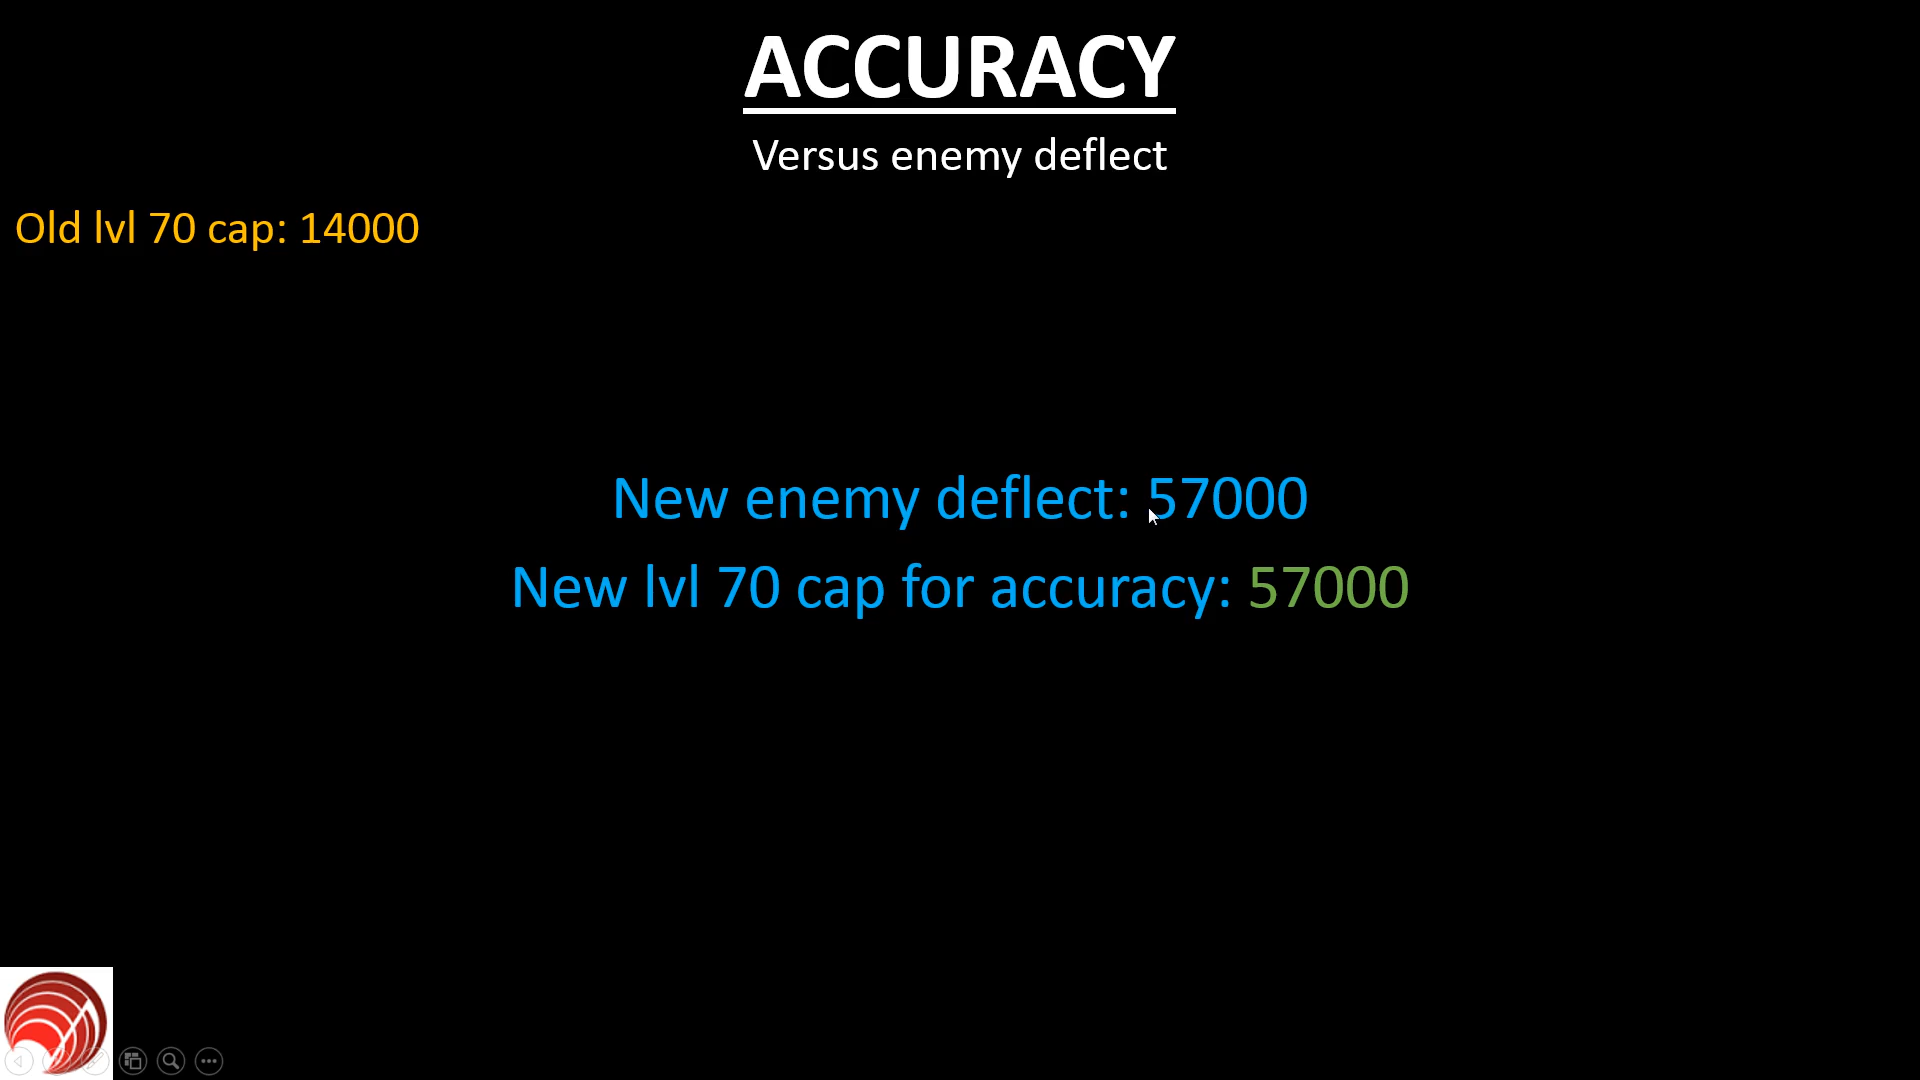 ACCURACY
Versus enemy deflect
Old lvl 70 cap: 14000
New enemy deflect: 57000
New lvl 70 cap for accuracy: 57000